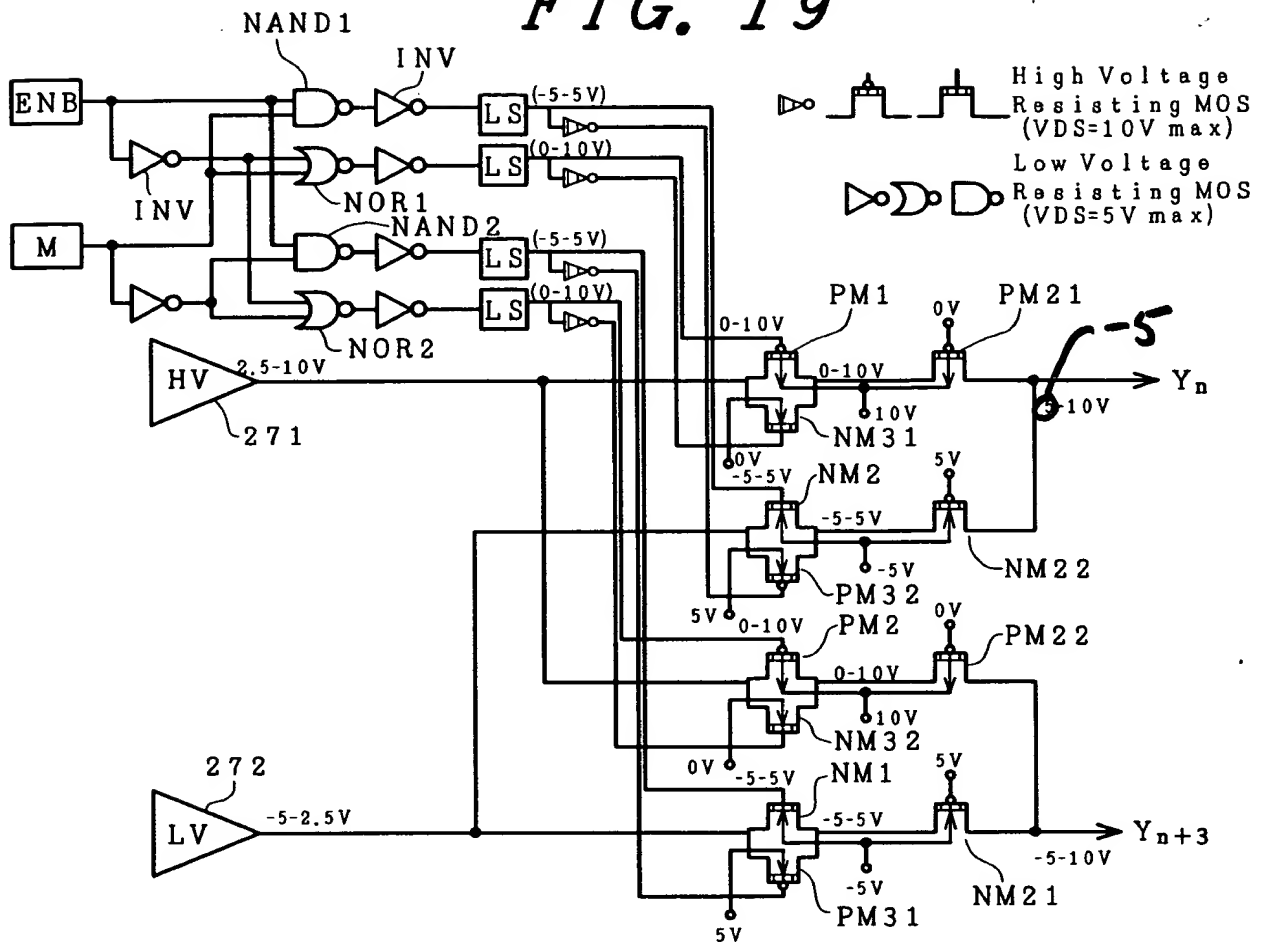 FIG. 19
NAND1
INV
High Voltage
Resisting MOS
(VDS=10V max)
Low Voltage
Resisting MOS
(VDS=5V max)
ENB
LS
(-5-5V)
LS
(0-10V)
INV
NOR1
NAND2
M
LS
(-5-5V)
LS
(0-10V)
NOR2
PM1
PM21
0V
-5
0-10V
HV
2.5-10V
0-10V
Yn
5-10V
10V
271
NM31
0V
-5-5V
NM2
5V
-5-5V
-5V
NM22
PM32
5V
0-10V
PM2
0V
PM22
0-10V
10V
NM32
0V
272
-5-5V
NM1
5V
LV
-5-2.5V
-5-5V
Yn+3
-5-10V
-5V
NM21
PM31
5V